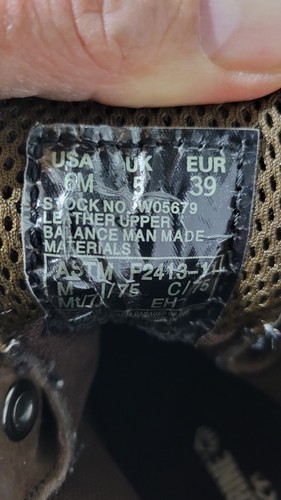 USA UK EUR
6M 5 39
STOCK NO. W05679
LEATHER UPPER
BALANCE MAN MADE
MATERIALS
ASTM F2413-11
M I/75 C/75
Mt/75 EH